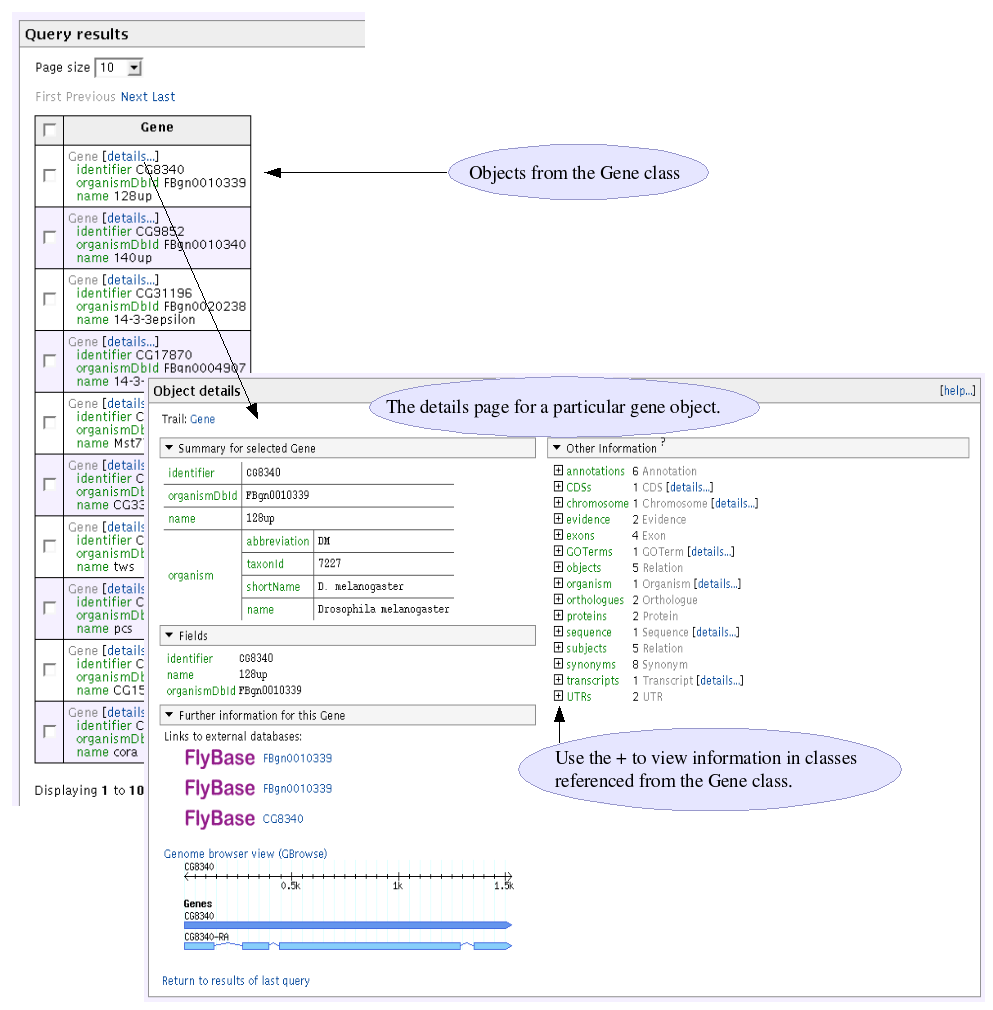 Query results
Page size 10
First Previous Next Last
Gene
Gene [details...]
identifier CG8340
organismDbId FBgn0010339
name 128up
Gene [details...]
identifier CG9852
organismDbId FBgn0010340
name 140up
Gene [details...]
identifier CG31196
organismDbId FBgn0020238
name 14-3-3epsilon
Gene [details...]
identifier CG17870
organismDbId FBgn0004907
name 14-3-
Gene [details
identifier C
organismDb
name Mst7
Gene [details
identifier C
organismDb
name CG33
Gene [details
identifier C
organismDb
name tws
Gene [details
identifier C
organismDb
name pcs
Gene [details
identifier C
organismDb
name CG15
Gene [details
identifier C
organismDb
name cora
Displaying 1 to 10
Objects from the Gene class
Object details
[help...]
The details page for a particular gene object.
Trail: Gene
Summary for selected Gene
identifier CG8340
organismDbId FBgn0010339
name 128up
organism
abbreviation DM
taxonId 7227
shortName D. melanogaster
name Drosophila melanogaster
Fields
identifier CG8340
name 128up
organismDbId FBgn0010339
Further information for this Gene
Links to external databases:
FlyBase FBgn0010339
FlyBase FBgn0010339
FlyBase CG8340
Genome browser view (GBrowse)
CG8340
0.5k 1k 1.5k
Genes
CG8340
CG8340-RA
Return to results of last query
Other Information ?
annotations 6 Annotation
CDSs 1 CDS [details...]
chromosome 1 Chromosome [details...]
evidence 2 Evidence
exons 4 Exon
GOTerms 1 GOTerm [details...]
objects 5 Relation
organism 1 Organism [details...]
orthologues 2 Orthologue
proteins 2 Protein
sequence 1 Sequence [details...]
subjects 5 Relation
synonyms 8 Synonym
transcripts 1 Transcript [details...]
UTRs 2 UTR
Use the + to view information in classes
referenced from the Gene class.